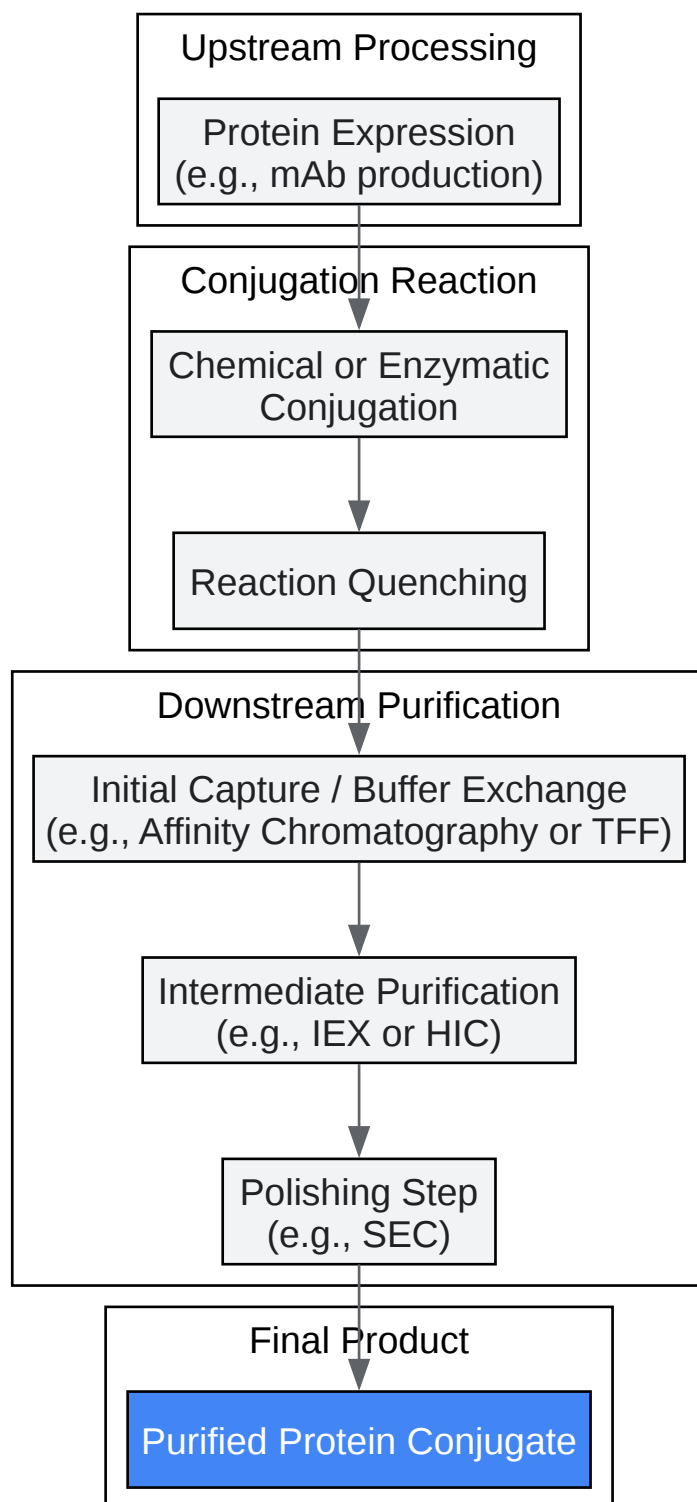 Upstream Processing
Protein Expression
(e.g., mAb production)
Conjugation Reaction
Chemical or Enzymatic
Conjugation
Reaction Quenching
Downstream Purification
Initial Capture / Buffer Exchange
(e.g., Affinity Chromatography or TFF)
Intermediate Purification
(e.g., IEX or HIC)
Polishing Step
(e.g., SEC)
Final Product
Purified Protein Conjugate